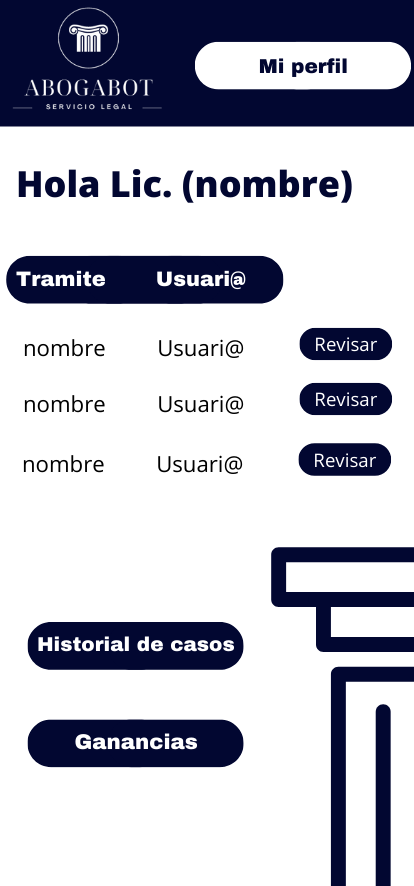 ABOGABOT
SERVICIO LEGAL
Mi perfil
Hola Lic. (nombre)
Tramite Usuari@
nombre Usuari@ Revisar
nombre Usuari@ Revisar
nombre Usuari@ Revisar
Historial de casos
Ganancias